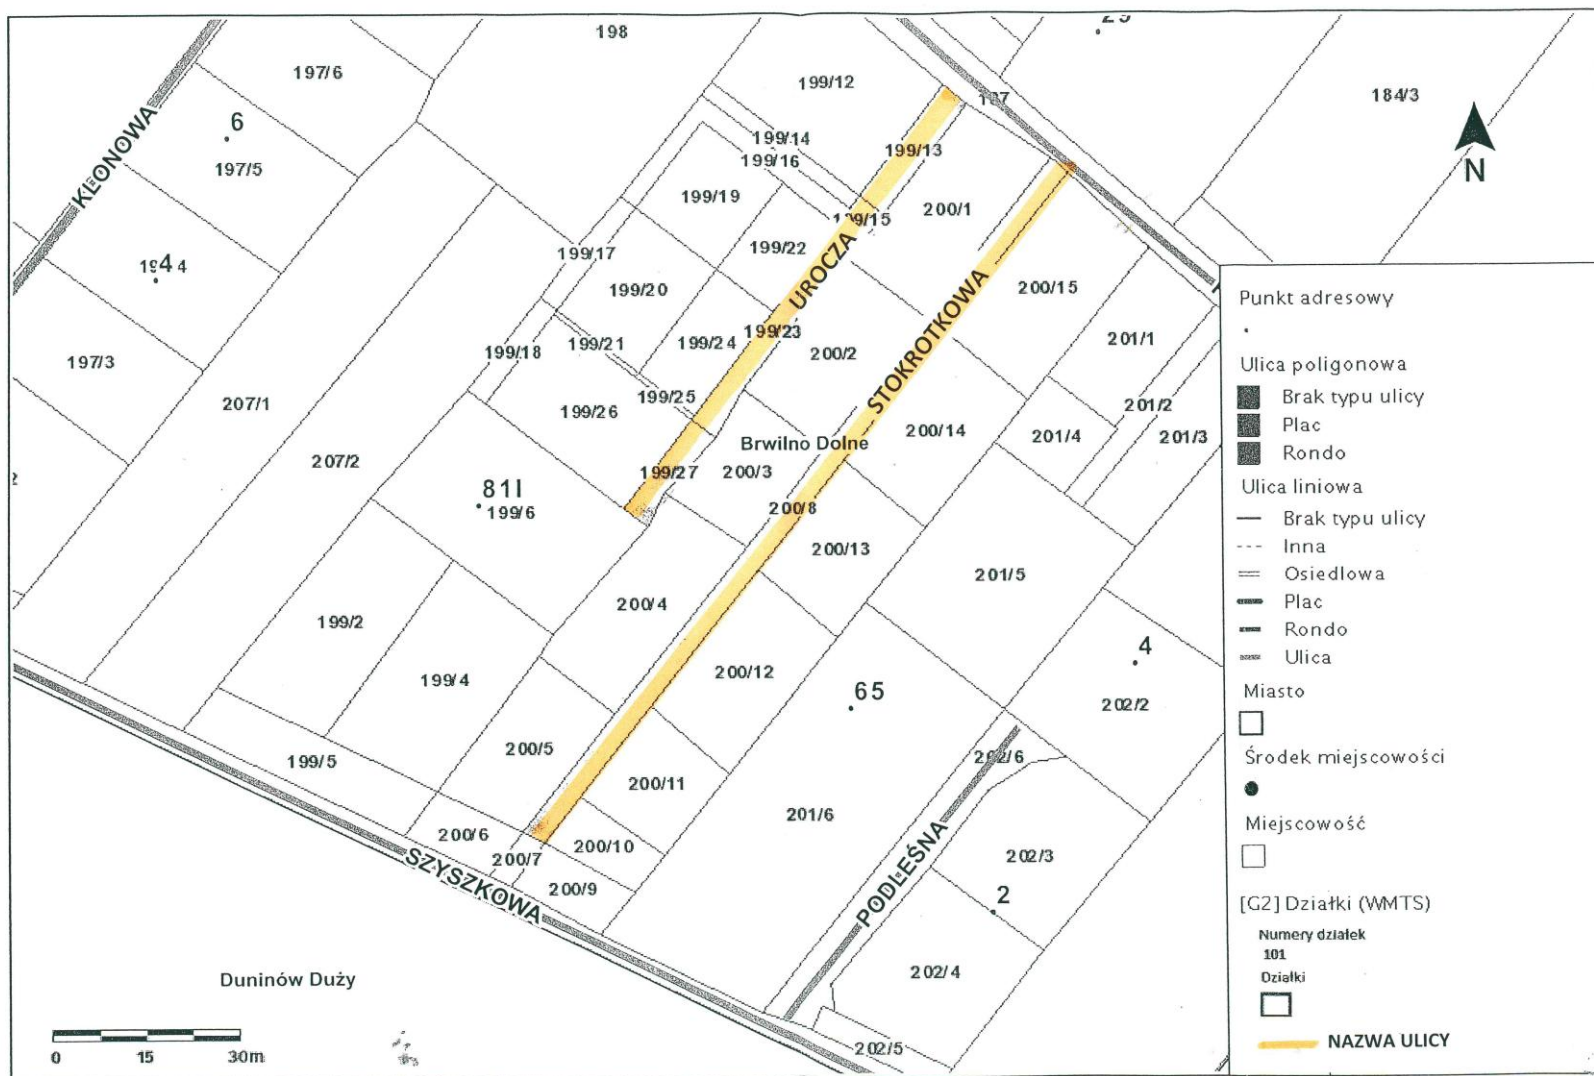 198
197/6
199/12
184/3
6
197/5
KLONOWA
199/14
199/16
199/13
N
199/19
199/15
200/1
199/17
199/22
4
199/20
UROCZA
STOKROTKOWA
200/15
197/3
199/18
199/21
199/24
199/23
200/2
201/1
207/1
199/26
199/25
200/14
201/4
201/2
201/3
207/2
Brwilno Dolne
199/27
200/3
81I
199/6
200/8
200/13
201/5
199/2
200/4
4
199/4
200/12
65
202/2
199/5
200/5
200/11
201/6
202/6
200/6
200/7
200/10
200/9
SZYSZKOWA
PODLEŚNA
202/3
2
202/4
202/5
Duninów Duży
0 15 30m
Punkt adresowy
Ulica poligonowa
Brak typu ulicy
Plac
Rondo
Ulica liniowa
Brak typu ulicy
Inna
Osiedlowa
Plac
Rondo
Ulica
Miasto
Środek miejscowości
Miejscowość
[G2] Działki (WMTS)
Numery działek
101
Działki
NAZWA ULICY